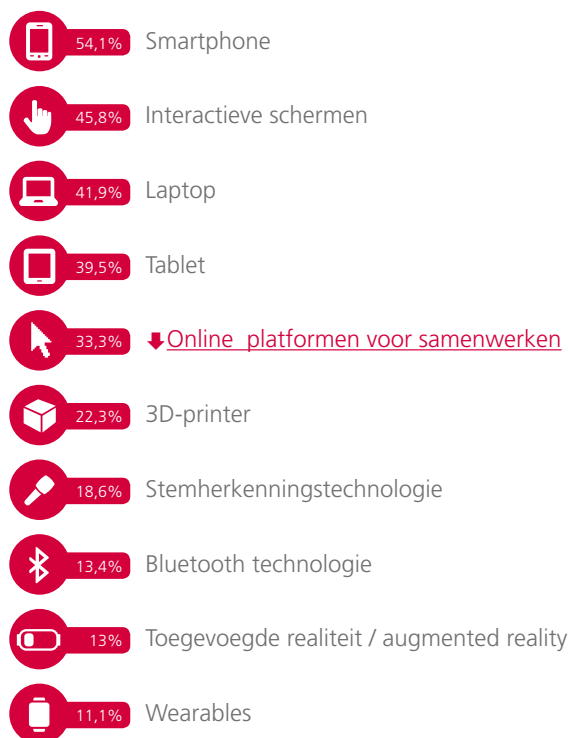 54,1% Smartphone
45,8% Interactieve schermen
41,9% Laptop
39,5% Tablet
33,3% Online platformen voor samenwerken
22,3% 3D-printer
18,6% Stemherkenningstechnologie
13,4% Bluetooth technologie
13% Toegevoegde realiteit / augmented reality
11,1% Wearables